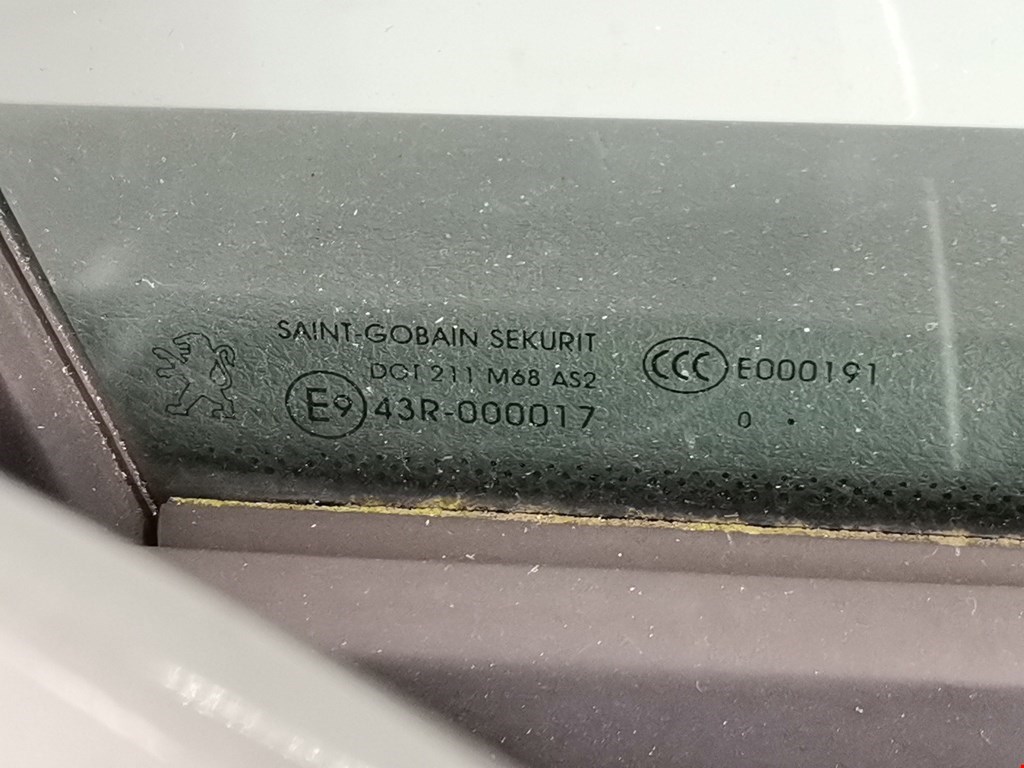 SAINT-GOBAIN SEKURIT
DOT 211 M68 AS2
E9 43R-000017
CCC E000191
0 .